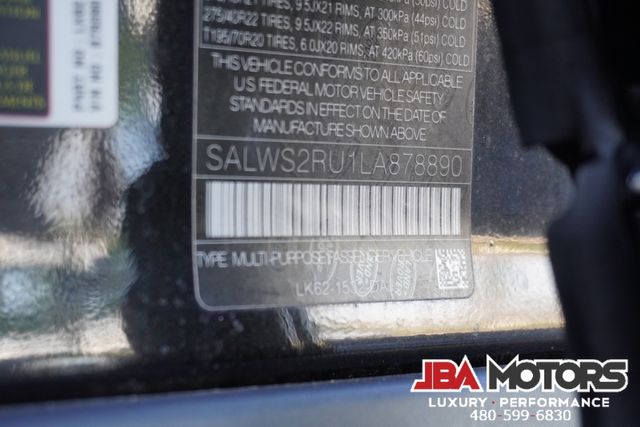 275/40R22 TIRES, 9.5JX22 RIMS, AT 350kPa (51psi) COLD
T195/70R20 TIRES, 6.0JX20 RIMS, AT 420kPa (60psi) COLD
THIS VEHICLE CONFORMS TO ALL APPLICABLE
US FEDERAL MOTOR VEHICLE SAFETY
STANDARDS IN EFFECT ON THE DATE OF
MANUFACTURE SHOWN ABOVE
SALWS2RU1LA878890
TYPE MULTI-PURPOSE PASSENGER VEHICLE
JBA MOTORS
LUXURY · PERFORMANCE
480-599-6830